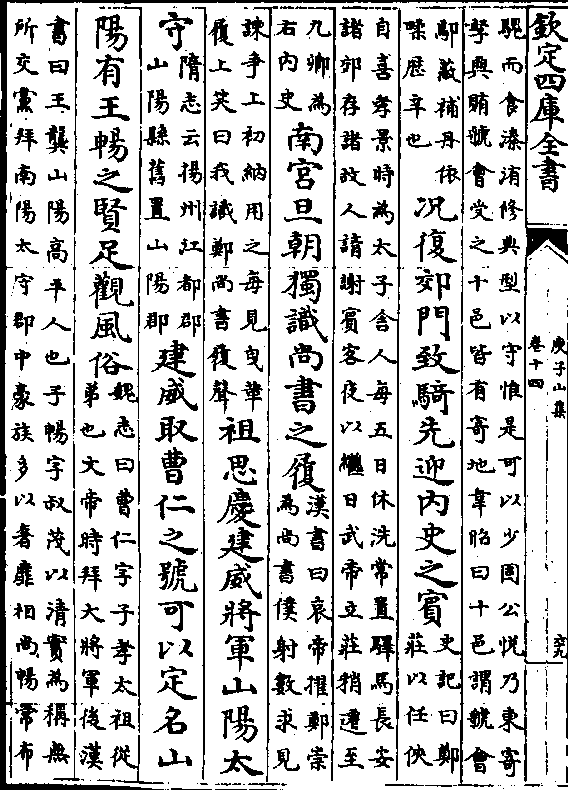 欽定四庫全書
庾子山集
卷十四
騩而食溱洧修典型以守惟是可以少固公悅乃東寄
孥與賄虢會受之十邑皆有寄地韋昭曰十邑謂虢會
鄢蔽補丹依
㽥歷莘也
况復郊門致騎先迎内史之賓
史記曰鄭
莊以任俠
自喜孝景時為太子舍人每五日休洗常置驛馬長安
諸郊存諸故人請謝賓客夜以繼日武帝立莊稍遷至
九卿為
右内史
南宫旦朝獨識尚書之履
漢書曰哀帝擢鄭崇
為尚書僕射數求見
諫爭上初納用之每見曳革
履上笑曰我識鄭尚書履聲
祖思慶建威將軍山陽太
守
隋志云揚州江都郡
山陽縣舊置山陽郡
建威取曹仁之號可以定名山
陽有王暢之賢足觀風俗
魏志曰曹仁字子孝太祖從
弟也文帝時拜大將軍後漢
書曰王龔山陽高平人也子暢字叔茂以清實為稱無
所交黨拜南陽太守郡中豪族多以奢靡相尚暢常布